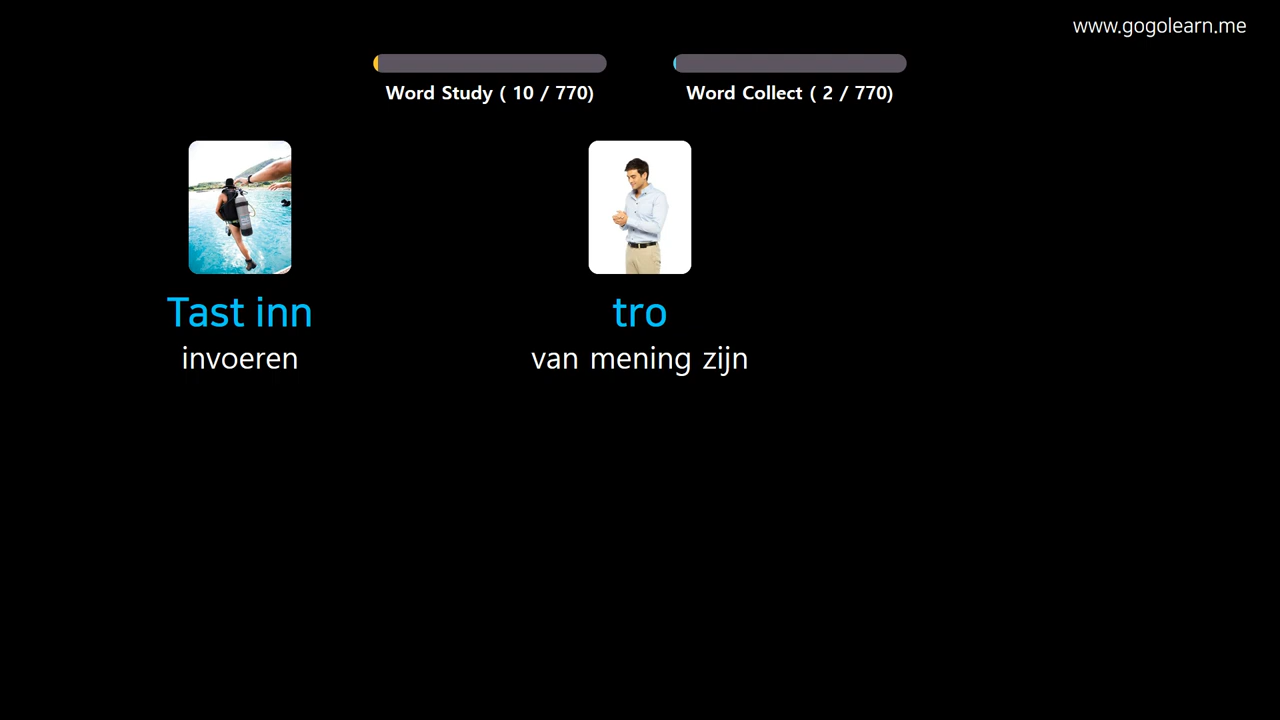 www.gogolearn.me
Word Study ( 10 / 770)
Word Collect ( 2 / 770)
Tast inn
invoeren
tro
van mening zijn